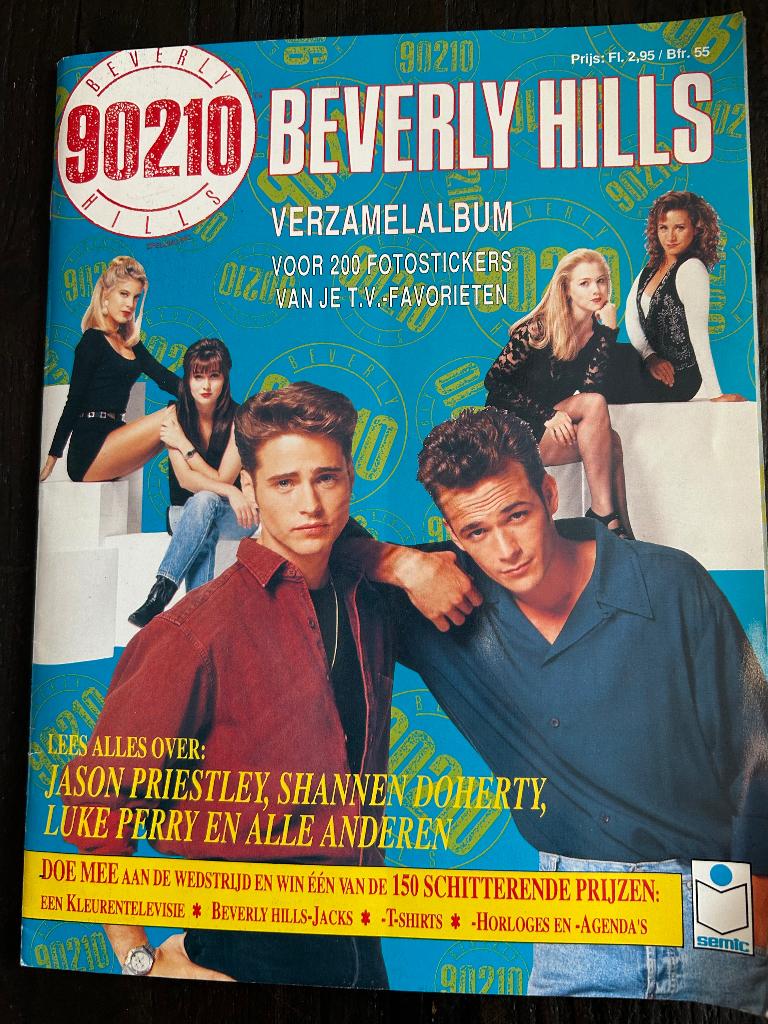 Prijs: Fl. 2,95 / Bfr. 55
BEVERLY
90210
HILLS
BEVERLY HILLS
VERZAMELALBUM
VOOR 200 FOTOSTICKERS
VAN JE T.V.-FAVORIETEN
LEES ALLES OVER:
JASON PRIESTLEY, SHANNEN DOHERTY,
LUKE PERRY EN ALLE ANDEREN
DOE MEE AAN DE WEDSTRIJD EN WIN ÉÉN VAN DE 150 SCHITTERENDE PRIJZEN:
EEN KLEURENTELEVISIE * BEVERLY HILLS-JACKS * -T-SHIRTS * -HORLOGES EN -AGENDA'S
semic